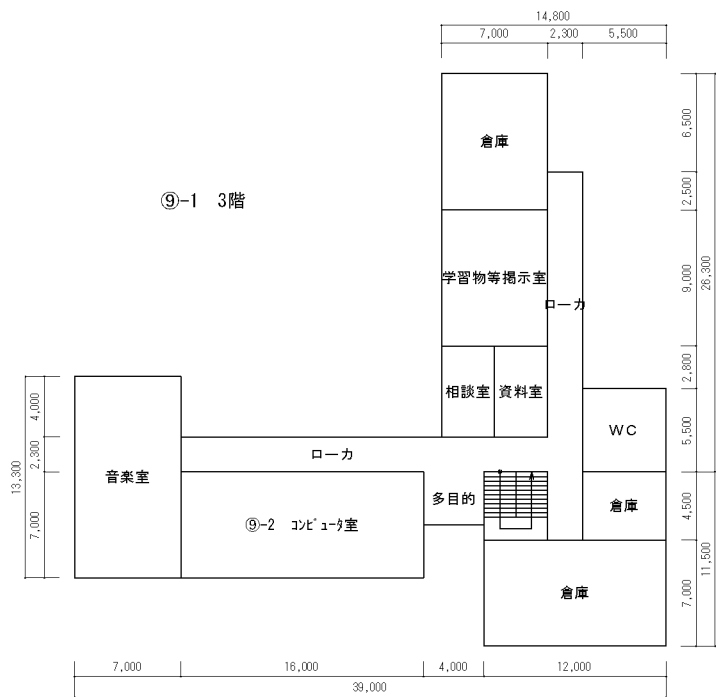 14,800
7,000 2,300 5,500
倉庫
⑨-1 3階
学習物等掲示室
ローカ
相談室 資料室
WC
ローカ
音楽室
多目的
倉庫
⑨-2 コンピュータ室
倉庫
6,500
2,500
9,000
2,800
5,500
26,300
4,500
7,000
11,500
4,000
2,300
7,000
13,300
7,000 16,000 4,000 12,000
39,000